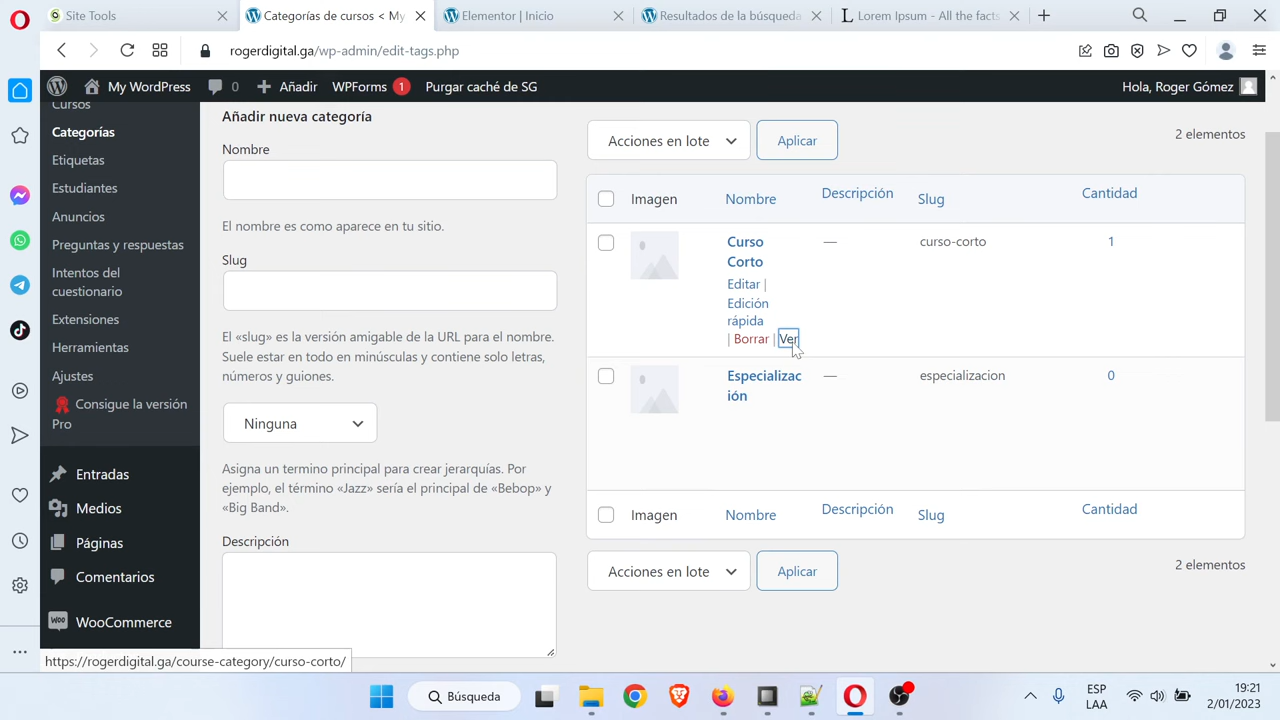 Site Tools
Categorías de cursos < My
Elementor | Inicio
Resultados de la búsqueda
Lorem Ipsum - All the facts
rogerdigital.ga/wp-admin/edit-tags.php
My WordPress
0
Añadir
WPForms 1
Purgar caché de SG
Hola, Roger Gómez
Cursos
Categorías
Etiquetas
Estudiantes
Anuncios
Preguntas y respuestas
Intentos del
cuestionario
Extensiones
Herramientas
Ajustes
Consigue la versión
Pro
Entradas
Medios
Páginas
Comentarios
WooCommerce
Añadir nueva categoría
Nombre
El nombre es como aparece en tu sitio.
Slug
El «slug» es la versión amigable de la URL para el nombre.
Suele estar en todo en minúsculas y contiene solo letras,
números y guiones.
Ninguna
Asigna un termino principal para crear jerarquías. Por
ejemplo, el término «Jazz» sería el principal de «Bebop» y
«Big Band».
Descripción
Acciones en lote
Aplicar
2 elementos
Imagen
Nombre
Descripción
Slug
Cantidad
Curso
Corto
Editar |
Edición
rápida
| Borrar | Ver
—
curso-corto
1
Especializac
ión
—
especializacion
0
Imagen
Nombre
Descripción
Slug
Cantidad
Acciones en lote
Aplicar
2 elementos
https://rogerdigital.ga/course-category/curso-corto/
Búsqueda
ESP
LAA
19:21
2/01/2023